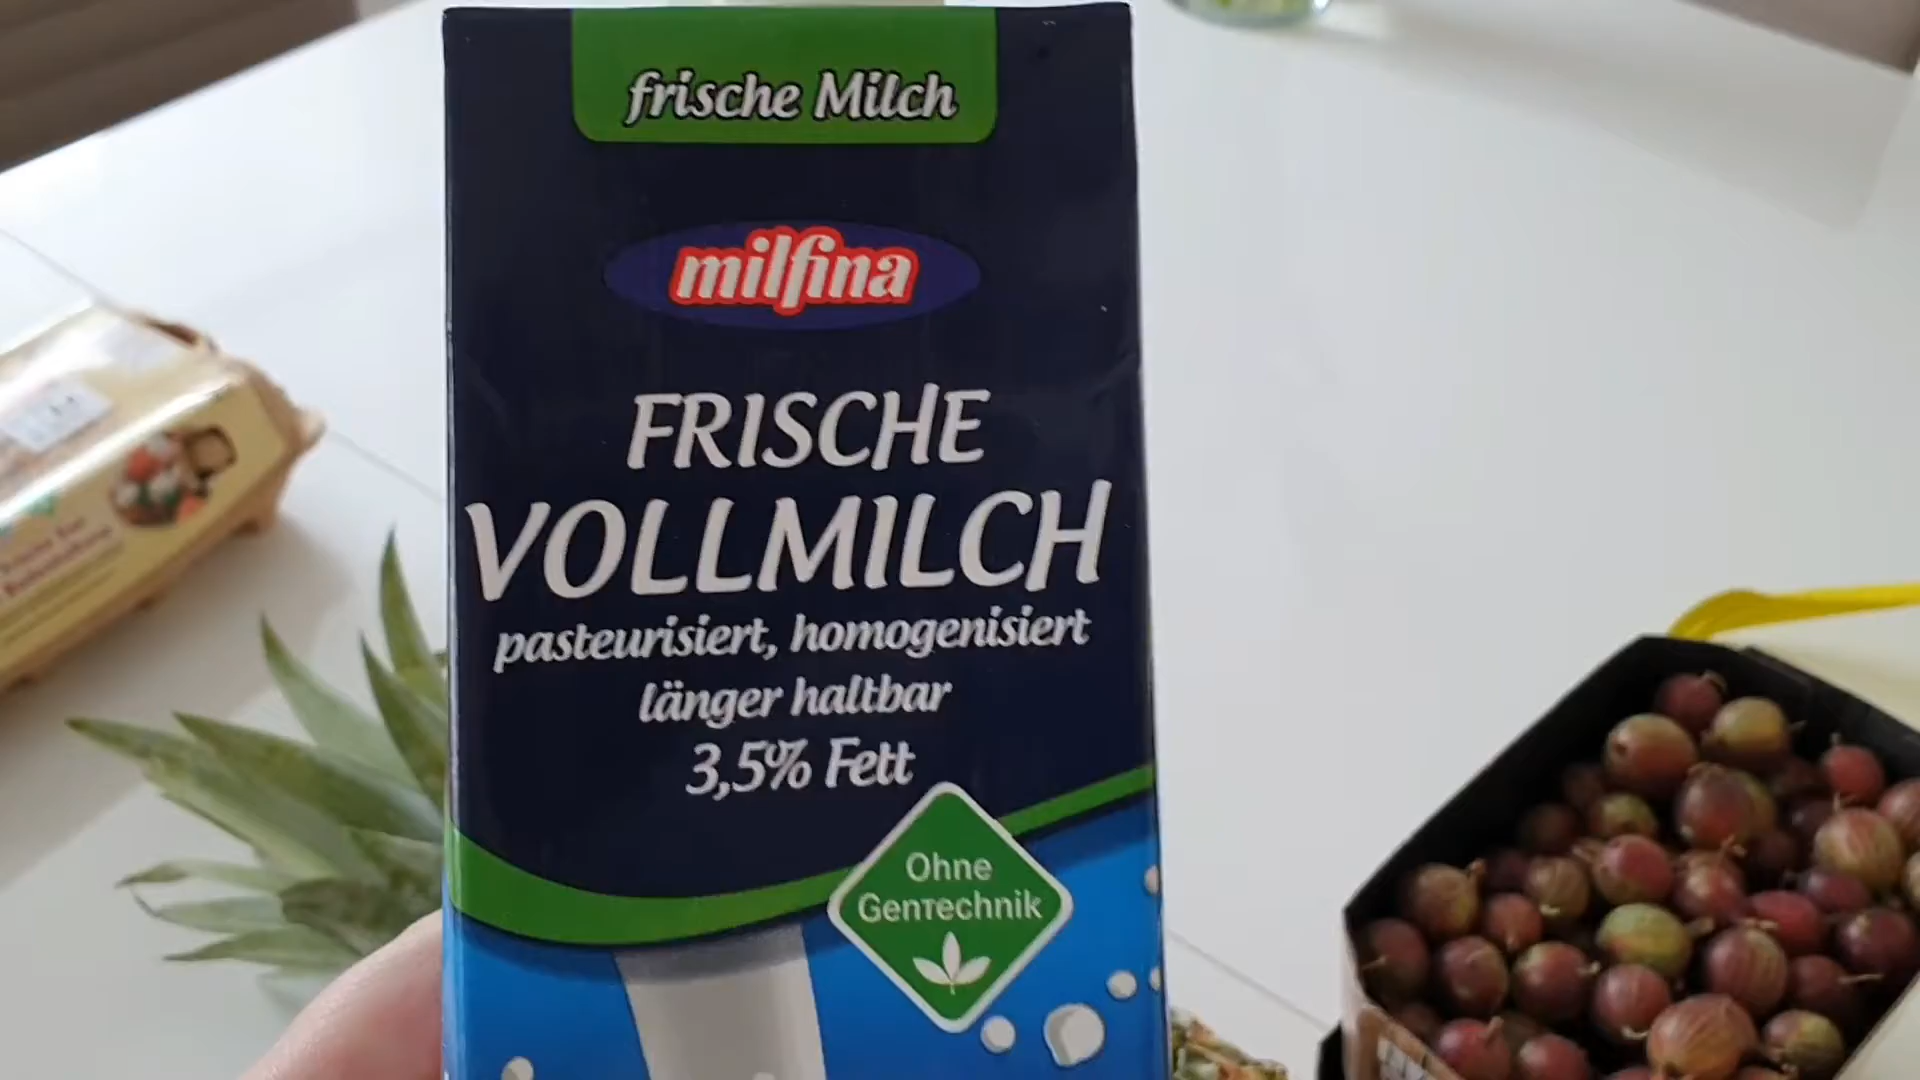 frische Milch
milfina
FRISCHE
VOLLMILCH
pasteurisiert, homogenisiert
länger haltbar
3,5% Fett
Ohne
Gentechnik